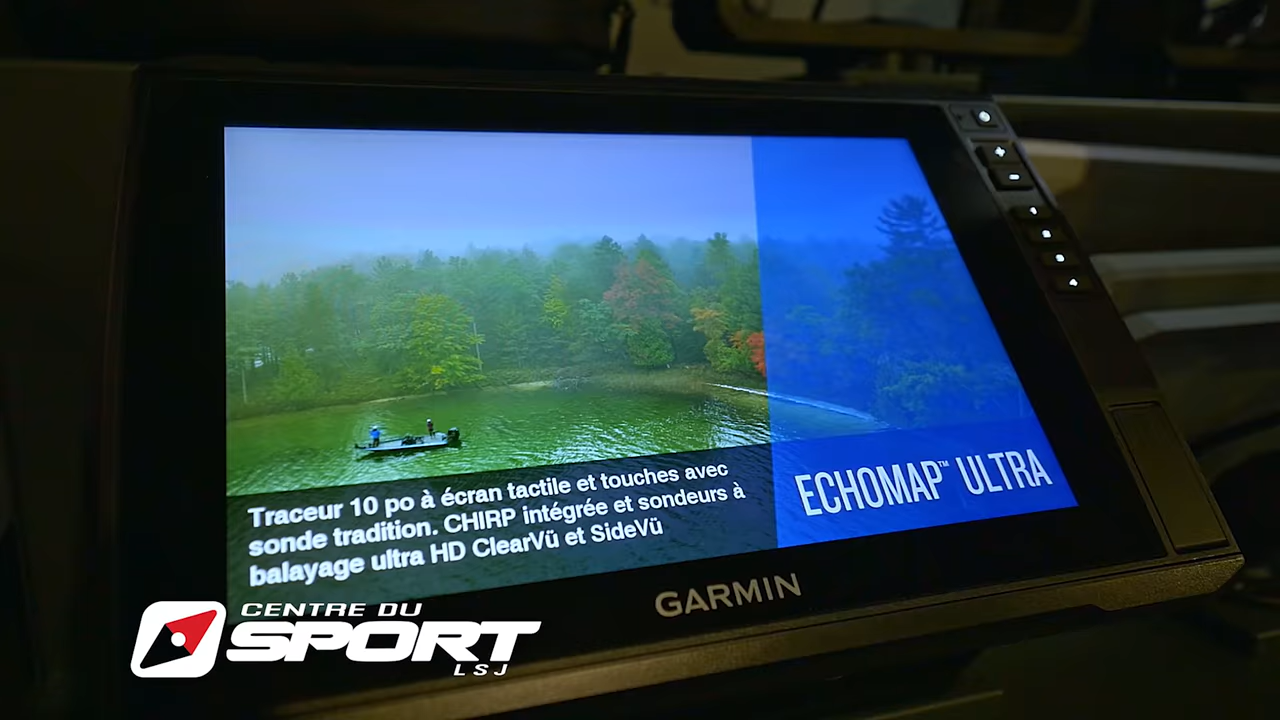 Traceur 10 po à écran tactile et touches avec
sonde tradition. CHIRP intégrée et sondeurs à
balayage ultra HD ClearVü et SideVü
ECHOMAP™ ULTRA
GARMIN
CENTRE DU
SPORT
LSJ